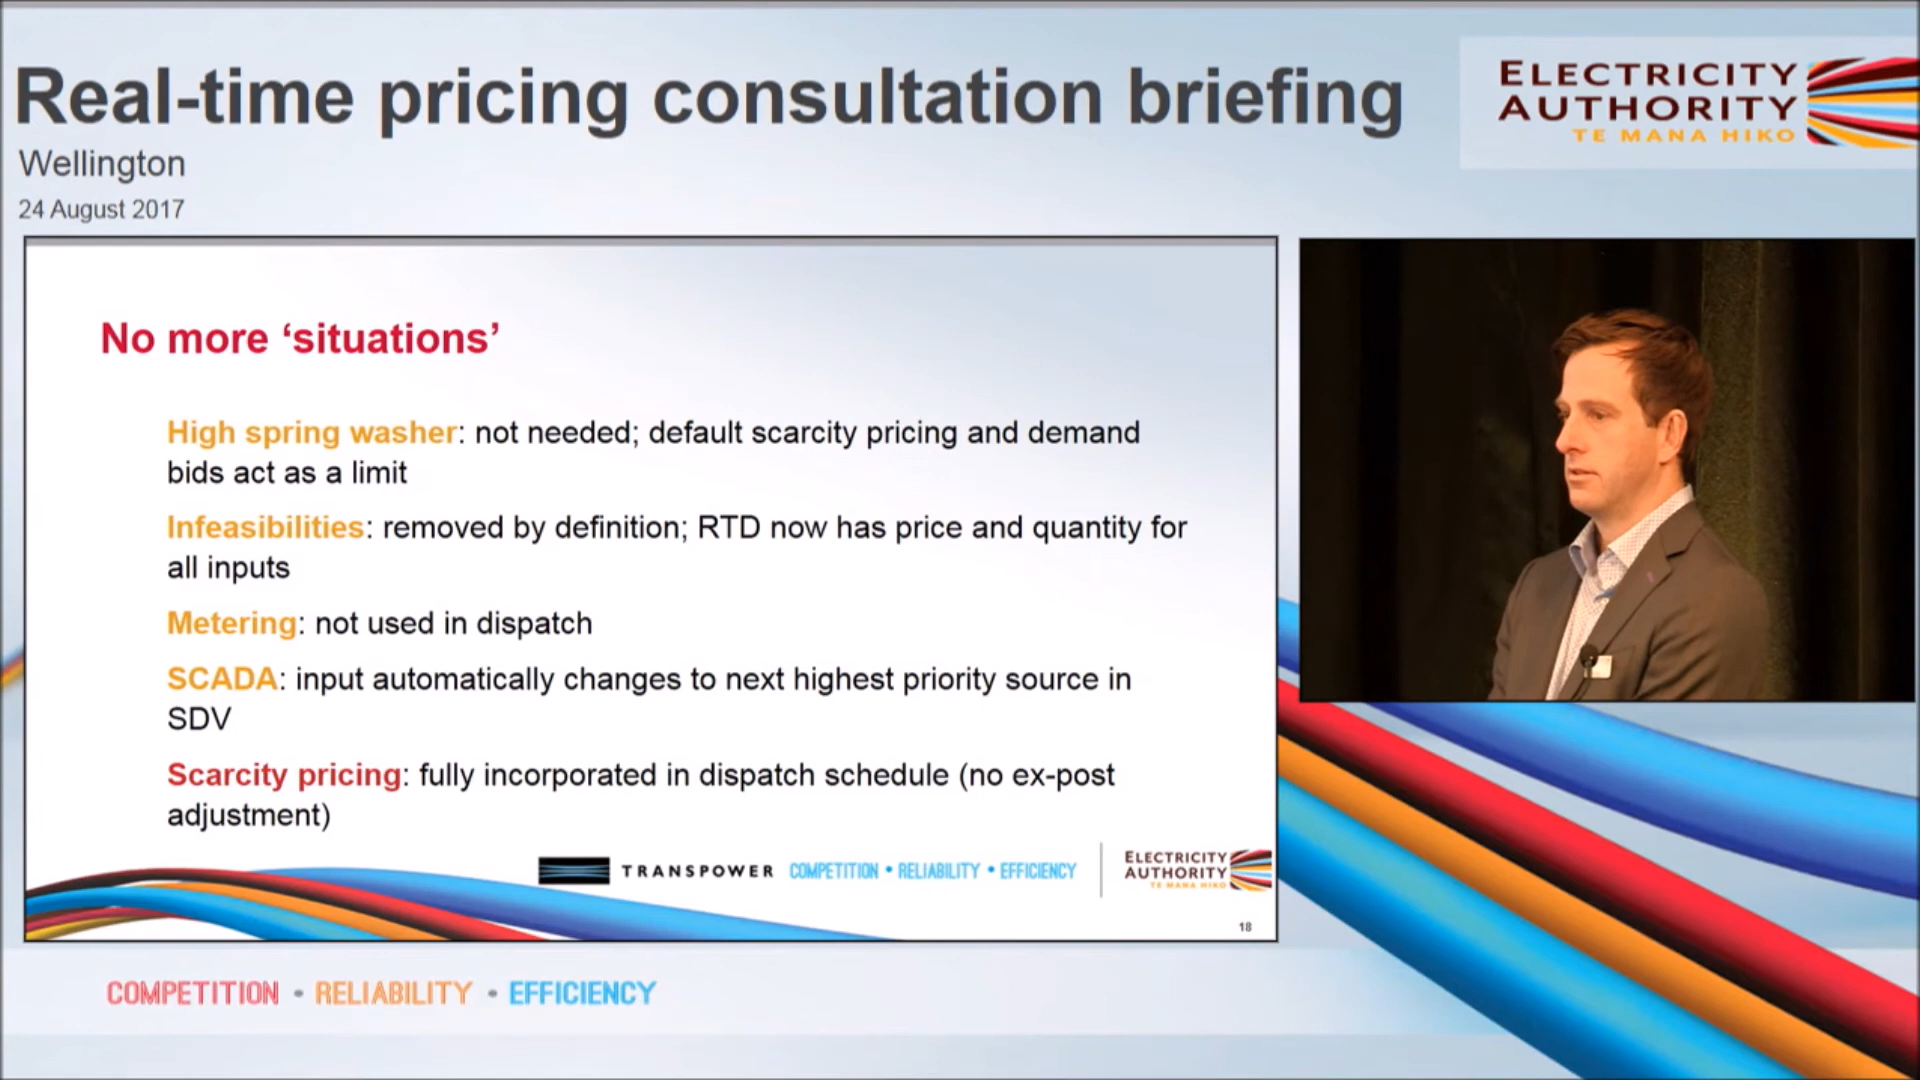 Real-time pricing consultation briefing
Wellington
24 August 2017
ELECTRICITY
AUTHORITY
TE MANA HIKO
No more ‘situations’
High spring washer: not needed; default scarcity pricing and demand
bids act as a limit
Infeasibilities: removed by definition; RTD now has price and quantity for
all inputs
Metering: not used in dispatch
SCADA: input automatically changes to next highest priority source in
SDV
Scarcity pricing: fully incorporated in dispatch schedule (no ex-post
adjustment)
TRANSPOWER COMPETITION • RELIABILITY • EFFICIENCY
ELECTRICITY
AUTHORITY
TE MANA HIKO
18
COMPETITION • RELIABILITY • EFFICIENCY